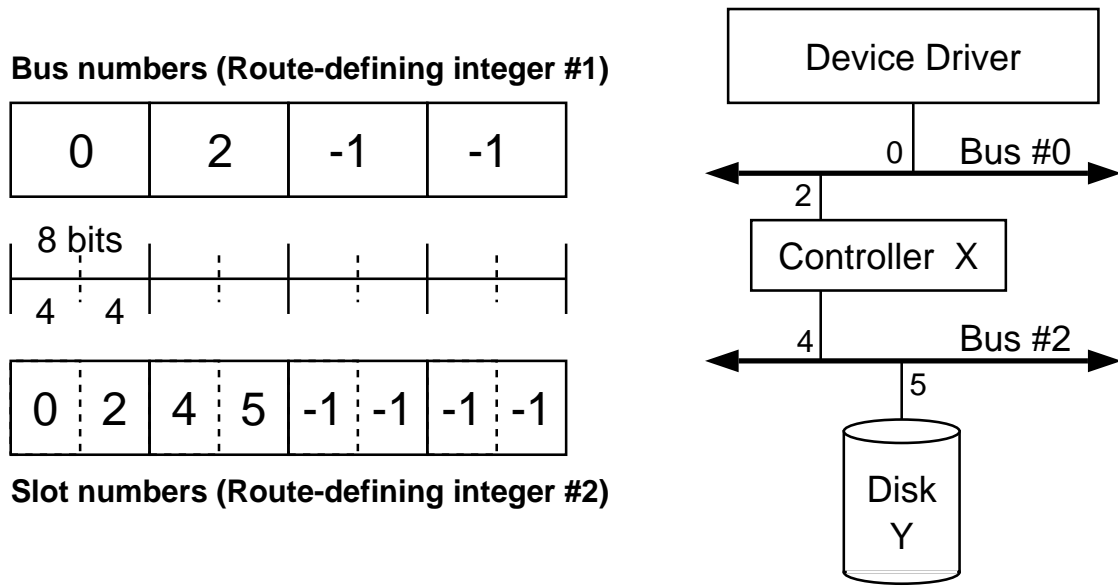 Bus numbers (Route-defining integer #1)
0 2 -1 -1
8 bits
4 4
0 2 4 5 -1 -1 -1 -1
Slot numbers (Route-defining integer #2)
Device Driver
0 Bus #0
2
Controller X
4 Bus #2
5
Disk
Y